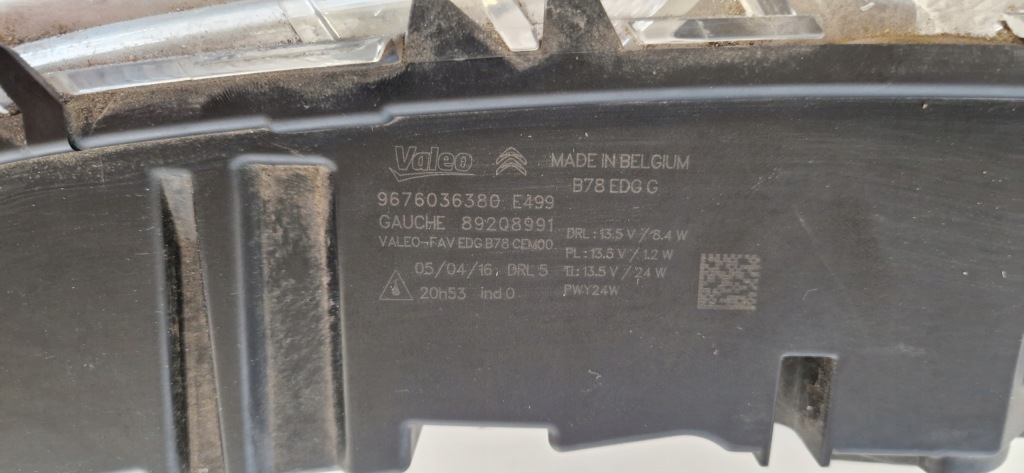 Valeo MADE IN BELGIUM
B78 EDG G
9676036380 E499
GAUCHE 89208991
DRL : 13.5 V / 8.4 W
VALEO-FAV EDG B78 CEM00
PL : 13.5 V / 1.2 W
05/04/16, DRL 5
TL : 13.5 V / 24 W
20h53 ind 0
PWY24W